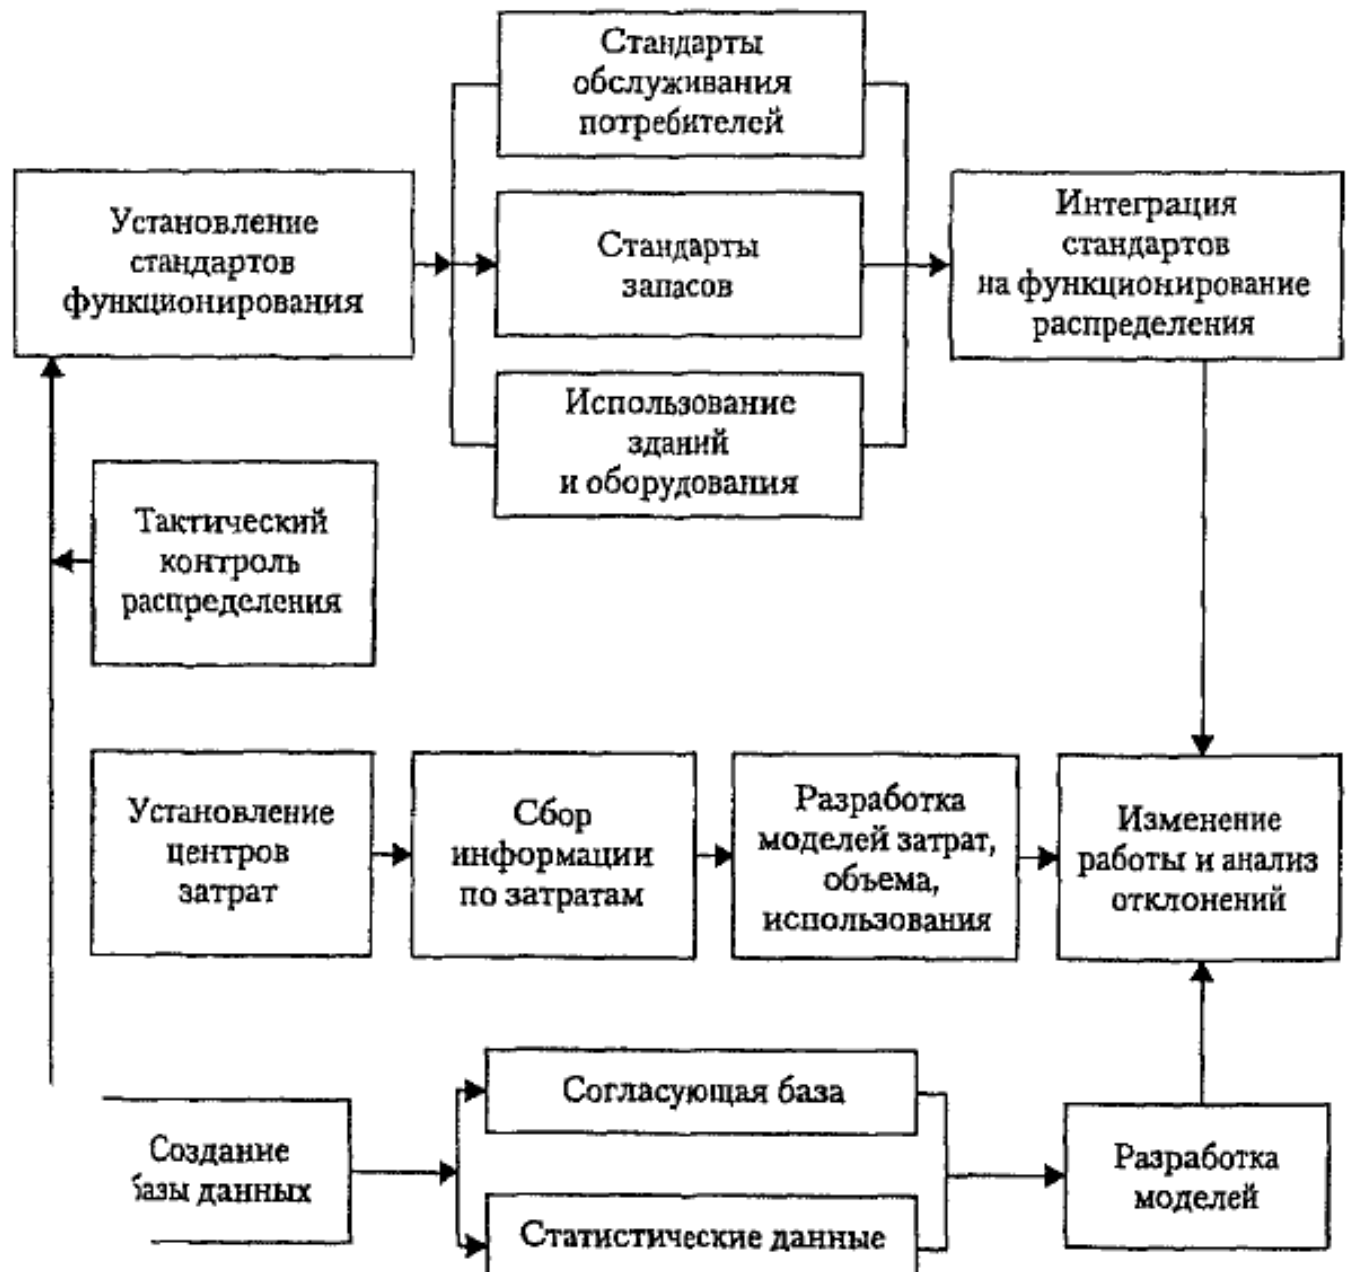 Стандарты
обслуживания
потребителей
Установление
стандартов
функционирования
Стандарты
запасов
Интеграция
стандартов
на функционирование
распределения
Использование
зданий
и оборудования
Тактический
контроль
распределения
Установление
центров
затрат
Сбор
информации
по затратам
Разработка
моделей затрат,
объема,
использования
Изменение
работы и анализ
отклонений
Создание
базы данных
Согласующая база
Статистические данные
Разработка
моделей